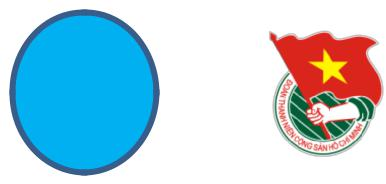 ĐOÀN THANH NIÊN CỘNG SẢN HỒ CHÍ MINH